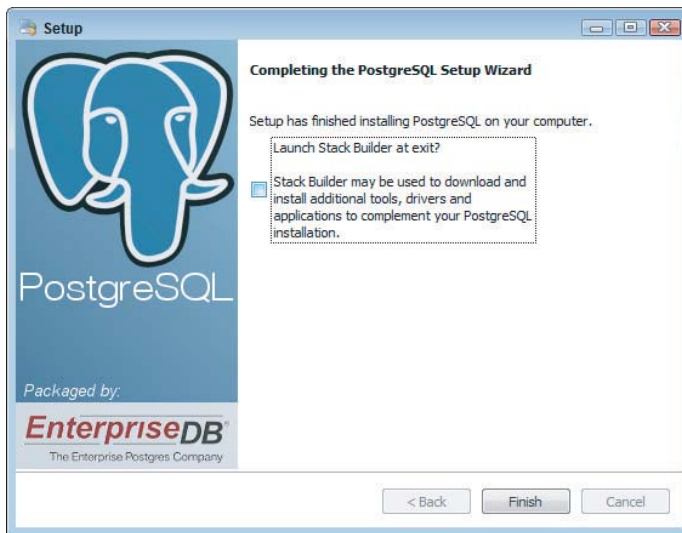 Setup
Completing the PostgreSQL Setup Wizard
Setup has finished installing PostgreSQL on your computer.
Launch Stack Builder at exit?
Stack Builder may be used to download and
install additional tools, drivers and
applications to complement your PostgreSQL
installation.
PostgreSQL
Packaged by:
EnterpriseDB®
The Enterprise Postgres Company
< Back
Finish
Cancel